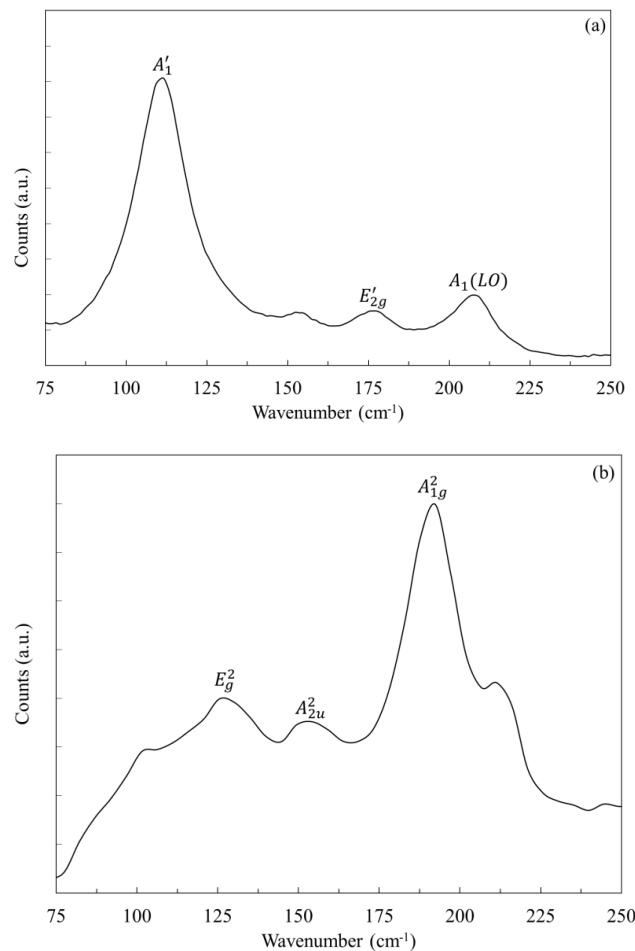 (a)
A′₁
E′₂g
A₁(LO)
Counts (a.u.)
75 100 125 150 175 200 225 250
Wavenumber (cm⁻¹)
(b)
A²₁g
E²g
A²₂u
Counts (a.u.)
75 100 125 150 175 200 225 250
Wavenumber (cm⁻¹)